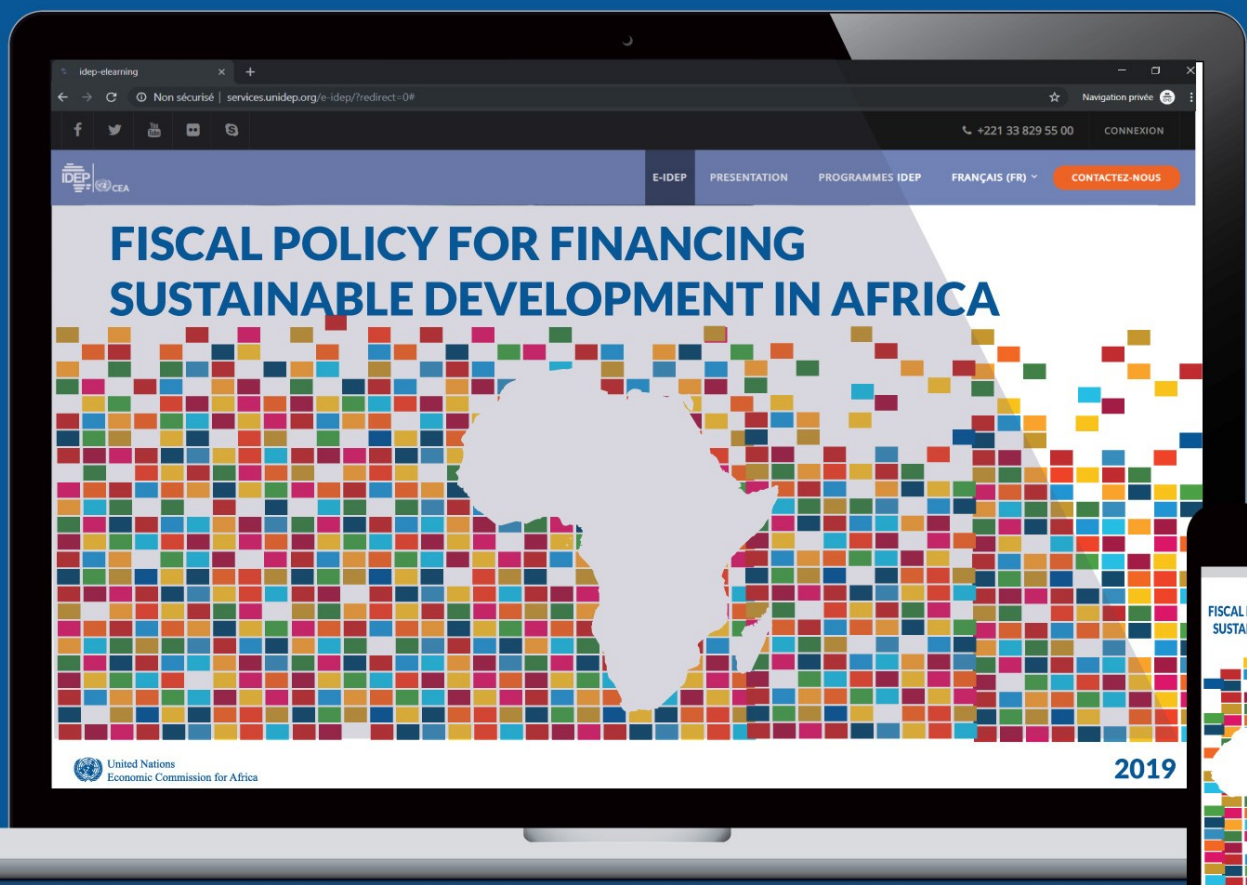 idep-elearning
Non sécurisé | services.unidep.org/e-idep/?redirect=0#
Navigation privée
+221 33 829 55 00
CONNEXION
IDEP
CEA
E-IDEP
PRESENTATION
PROGRAMMES IDEP
FRANÇAIS (FR)
CONTACTEZ-NOUS
FISCAL POLICY FOR FINANCING
SUSTAINABLE DEVELOPMENT IN AFRICA
United Nations
Economic Commission for Africa
2019
FISCAL